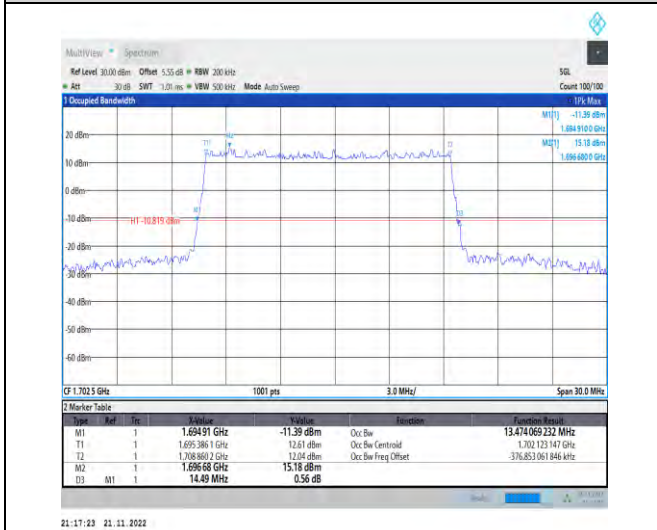 MultiView Spectrum
Ref Level 30.00 dBm Offset 5.55 dB RBW 200 kHz SGL
Att 30 dB SWT 1.01 ms VBW 500 kHz Mode Auto Sweep Count 100/100
1 Occupied Bandwidth 1Pk Max
M1[1] -11.39 dBm
1.694 910 0 GHz
20 dBm M2[1] 15.18 dBm
1.696 680 0 GHz
T1 M2
10 dBm
0 dBm
-10 dBm M1 D3
H1 -10.819 dBm
-20 dBm
-30 dBm
-40 dBm
-50 dBm
-60 dBm
CF 1.702 5 GHz 1001 pts 3.0 MHz/ Span 30.0 MHz
2 Marker Table
Type Ref Trc X-Value Y-Value Function Function Result
M1 1 1.694 91 GHz -11.39 dBm Occ Bw 13.474 069 232 MHz
T1 1 1.695 386 1 GHz 12.61 dBm Occ Bw Centroid 1.702 123 147 GHz
T2 1 1.708 860 2 GHz 12.04 dBm Occ Bw Freq Offset -376.853 061 846 kHz
M2 1 1.696 68 GHz 15.18 dBm
D3 M1 1 14.49 MHz 0.56 dB
21:17:23 21.11.2022